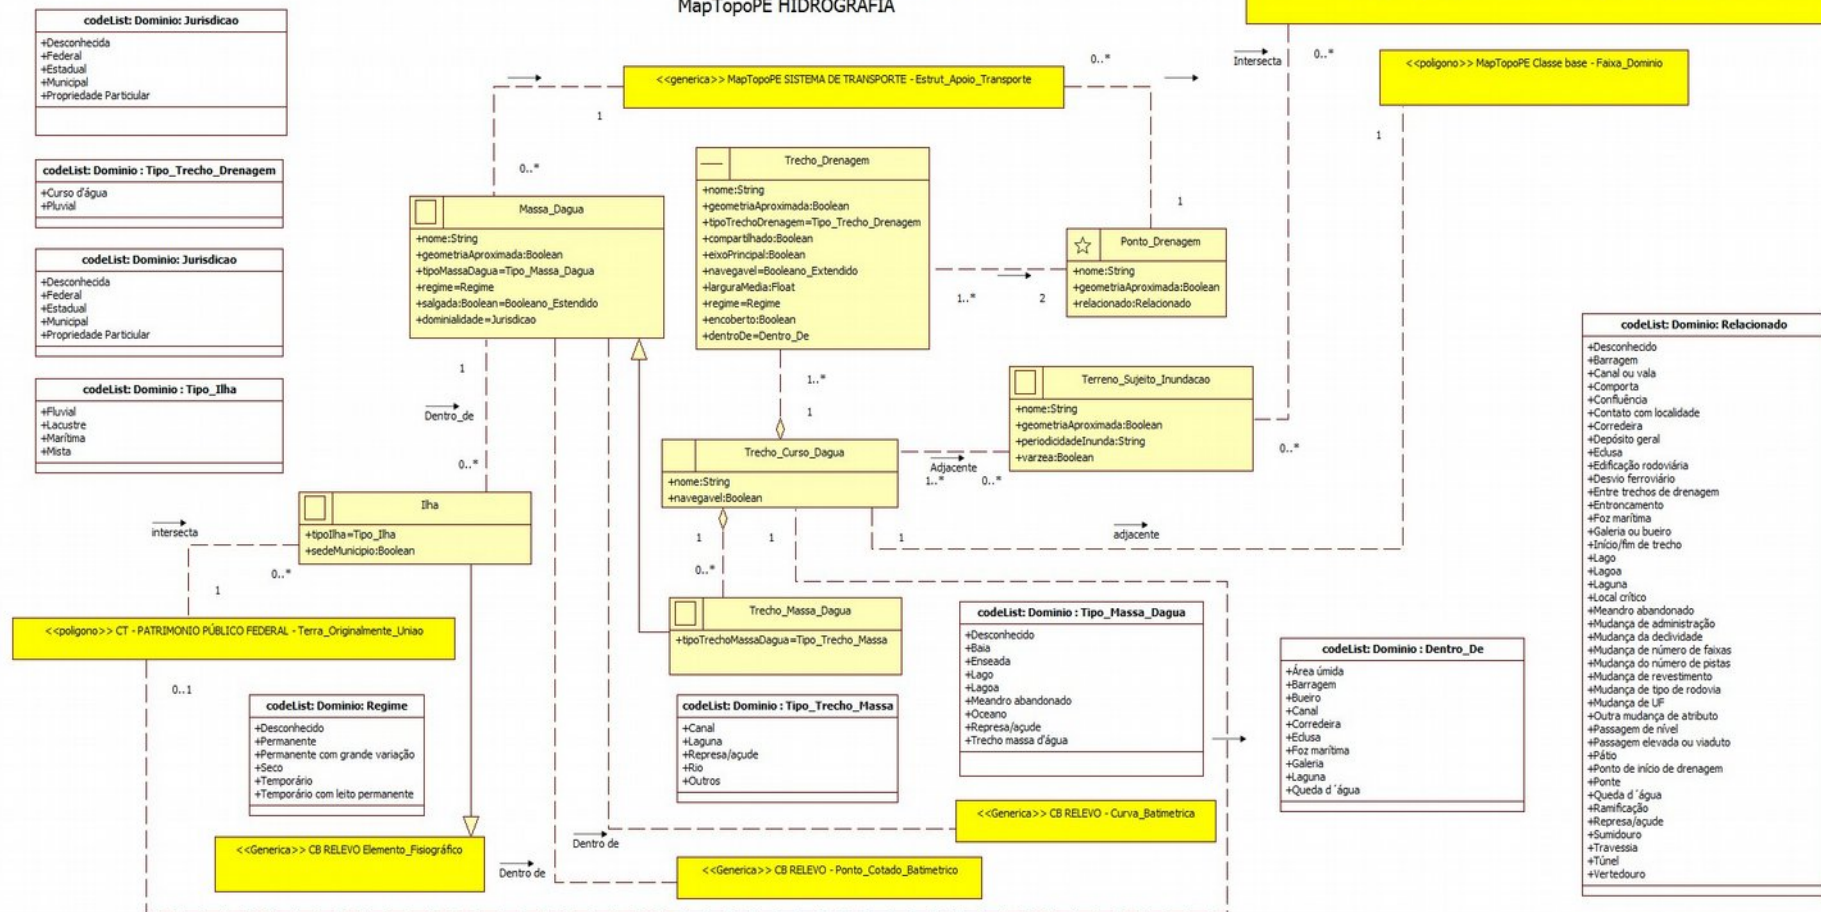 MapTopoPE HIDROGRAFIA
codeList: Dominio: Jurisdicao
+Desconhecida
+Federal
+Estadual
+Municipal
+Propriedade Particiular
codeList: Dominio : Tipo_Trecho_Drenagem
+Curso d'água
+Pluvial
codeList: Dominio: Jurisdicao
+Desconhecida
+Federal
+Estadual
+Municipal
+Propriedade Particiular
codeList: Dominio : Tipo_Ilha
+Fluvial
+Lacustre
+Marítima
+Mista
<<generica>> MapTopoPE SISTEMA DE TRANSPORTE - Estrut_Apoio_Transporte
0..*
1
0..*
1
Intersecta
0..*
<<poligono>> MapTopoPE Classe base - Faixa_Dominio
1
Massa_Dagua
+nome:String
+geometriaAproximada:Boolean
+tipoMassaDagua=Tipo_Massa_Dagua
+regime=Regime
+salgada:Boolean=Booleano_Estendido
+dominialidade=Jurisdicao
Trecho_Drenagem
+nome:String
+geometriaAproximada:Boolean
+tipoTrechoDrenagem=Tipo_Trecho_Drenagem
+compartilhado:Boolean
+eixoPrincipal:Boolean
+navegavel=Booleano_Extendido
+larguraMedia:Float
+regime=Regime
+encoberto:Boolean
+dentroDe=Dentro_De
Ponto_Drenagem
+nome:String
+geometriaAproximada:Boolean
+relacionado:Relacionado
1..*
2
1..*
1
Terreno_Sujeito_Inundacao
+nome:String
+geometriaAproximada:Boolean
+periodicidadeInunda:String
+varzea:Boolean
0..*
Trecho_Curso_Dagua
+nome:String
+navegavel:Boolean
Adjacente
1..*
0..*
1
Dentro_de
0..*
Ilha
+tipoIlha=Tipo_Ilha
+sedeMunicipio:Boolean
intersecta
0..*
1
1
1
1
adjacente
0..*
Trecho_Massa_Dagua
+tipoTrechoMassaDagua=Tipo_Trecho_Massa
<<poligono>> CT - PATRIMONIO PÚBLICO FEDERAL - Terra_Originalmente_Uniao
0..1
codeList: Dominio: Regime
+Desconhecido
+Permanente
+Permanente com grande variação
+Seco
+Temporário
+Temporário com leito permanente
codeList: Dominio : Tipo_Trecho_Massa
+Canal
+Laguna
+Represa/açude
+Rio
+Outros
codeList: Dominio : Tipo_Massa_Dagua
+Desconhecido
+Baia
+Enseada
+Lago
+Lagoa
+Meandro abandonado
+Oceano
+Represa/açude
+Trecho massa d'água
codeList: Dominio : Dentro_De
+Área úmida
+Barragem
+Bueiro
+Canal
+Corredeira
+Eclusa
+Foz marítima
+Galeria
+Laguna
+Queda d´água
codeList: Dominio: Relacionado
+Desconhecido
+Barragem
+Canal ou vala
+Comporta
+Confluência
+Contato com localidade
+Corredeira
+Depósito geral
+Eclusa
+Edificação rodoviária
+Desvio ferroviário
+Entre trechos de drenagem
+Entroncamento
+Foz marítima
+Galeria ou bueiro
+Início/fim de trecho
+Lago
+Lagoa
+Laguna
+Local crítico
+Meandro abandonado
+Mudança de administração
+Mudança da declividade
+Mudança de número de faixas
+Mudança do número de pistas
+Mudança de revestimento
+Mudança de tipo de rodovia
+Mudança de UF
+Outra mudança de atributo
+Passagem de nível
+Passagem elevada ou viaduto
+Pátio
+Ponto de início de drenagem
+Ponte
+Queda d´água
+Ramificação
+Represa/açude
+Sumidouro
+Travessia
+Túnel
+Vertedouro
<<Generica>> CB RELEVO - Curva_Batimetrica
Dentro de
<<Generica>> CB RELEVO Elemento_Fisiográfico
Dentro de
<<Generica>> CB RELEVO - Ponto_Cotado_Batimetrico